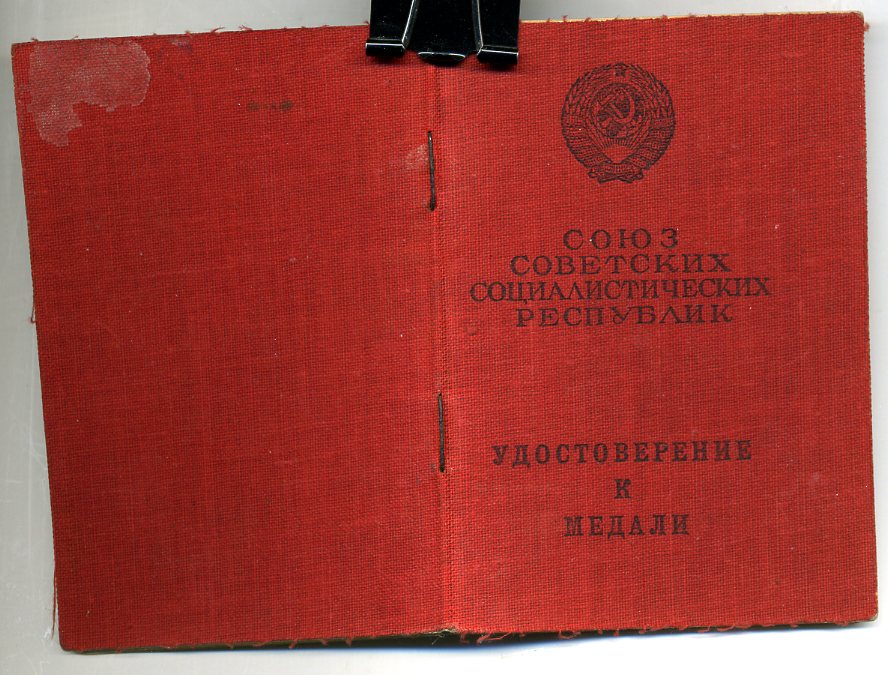 СОЮЗ
СОВЕТСКИХ
СОЦИАЛИСТИЧЕСКИХ
РЕСПУБЛИК
УДОСТОВЕРЕНИЕ
К
МЕДАЛИ